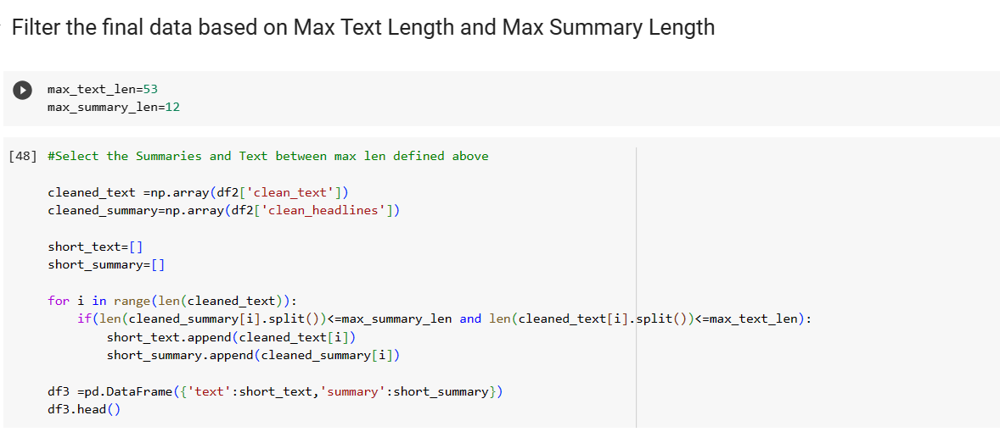 Filter the final data based on Max Text Length and Max Summary Length
max_text_len=53
max_summary_len=12
[48] #Select the Summaries and Text between max len defined above
cleaned_text =np.array(df2['clean_text'])
cleaned_summary=np.array(df2['clean_headlines'])
short_text=[]
short_summary=[]
for i in range(len(cleaned_text)):
    if(len(cleaned_summary[i].split())<=max_summary_len and len(cleaned_text[i].split())<=max_text_len):
        short_text.append(cleaned_text[i])
        short_summary.append(cleaned_summary[i])
df3 =pd.DataFrame({'text':short_text,'summary':short_summary})
df3.head()